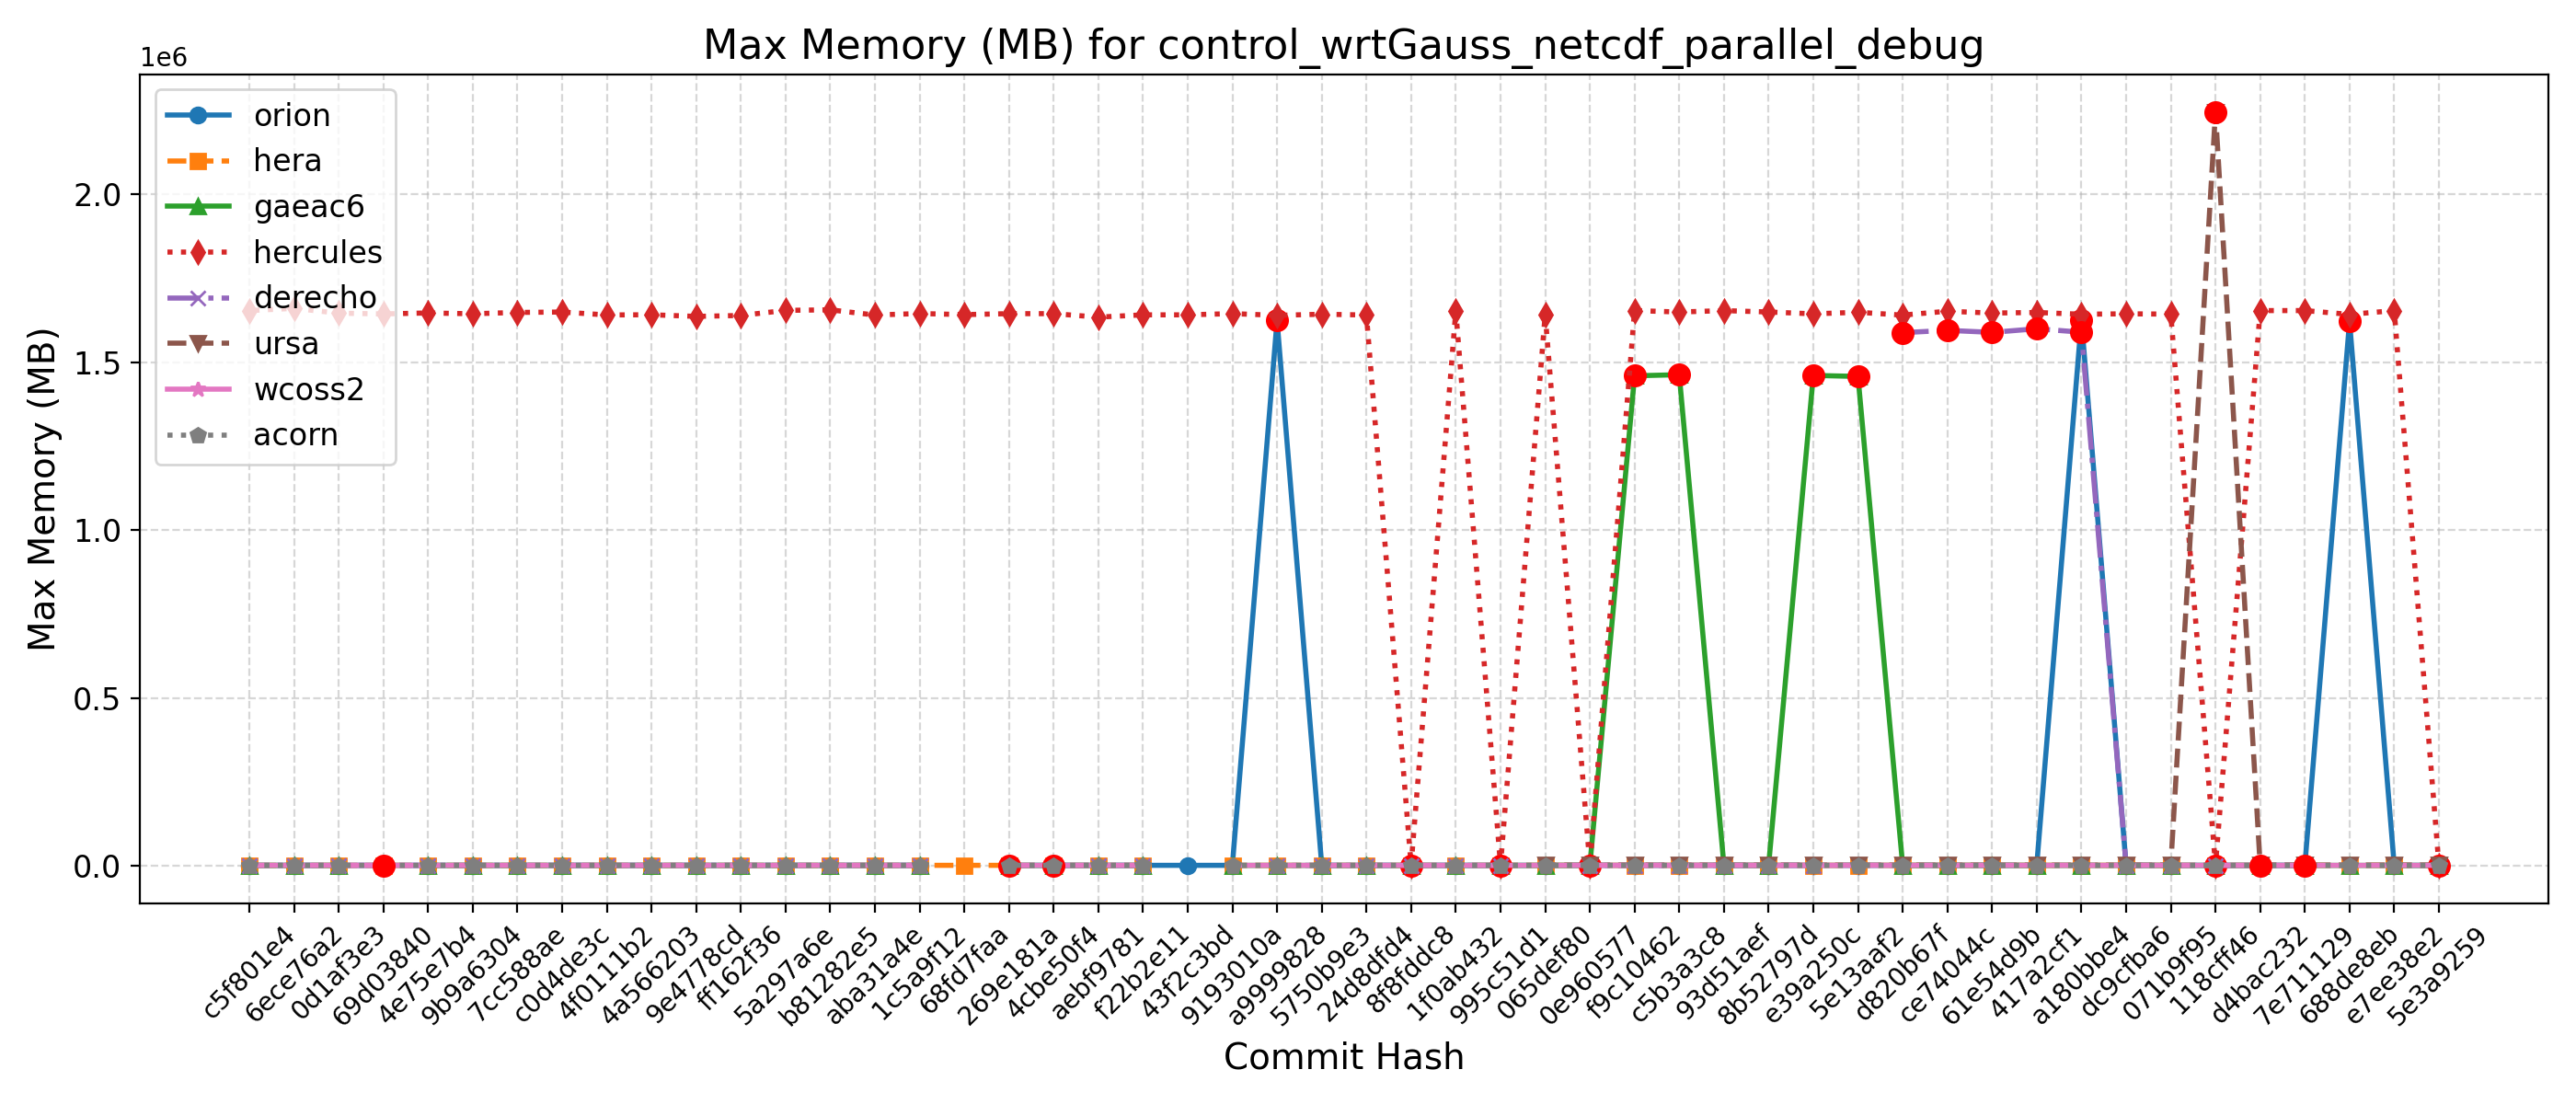 Max Memory (MB) for control_wrtGauss_netcdf_parallel_debug
1e6
2.0
1.5
1.0
0.5
0.0
Max Memory (MB)
orion
hera
gaeac6
hercules
derecho
ursa
wcoss2
acorn
c5f801e4
6ece76a2
0d1af3e3
69d03840
4e75e7b4
9b9a6304
7cc588ae
c0d4de3c
4f0111b2
4a566203
9e4778cd
ff162f36
5a297a6e
b81282e5
aba31a4e
1c5a9f12
68fd7faa
269e181a
4cbe50f4
aebf9781
f22b2e11
43f2c3bd
9193010a
a9999828
5750b9e3
24d8dfd4
8f8fddc8
1f0ab432
995c51d1
065def80
0e960577
f9c10462
c5b3a3c8
93d51aef
8b52797d
e39a250c
5e13aaf2
d820b67f
ce74044c
61e54d9b
417a2cf1
a180bbe4
dc9cfba6
071b9f95
118cff46
d4bac232
7e711129
688de8eb
e7ee38e2
5e3a9259
Commit Hash